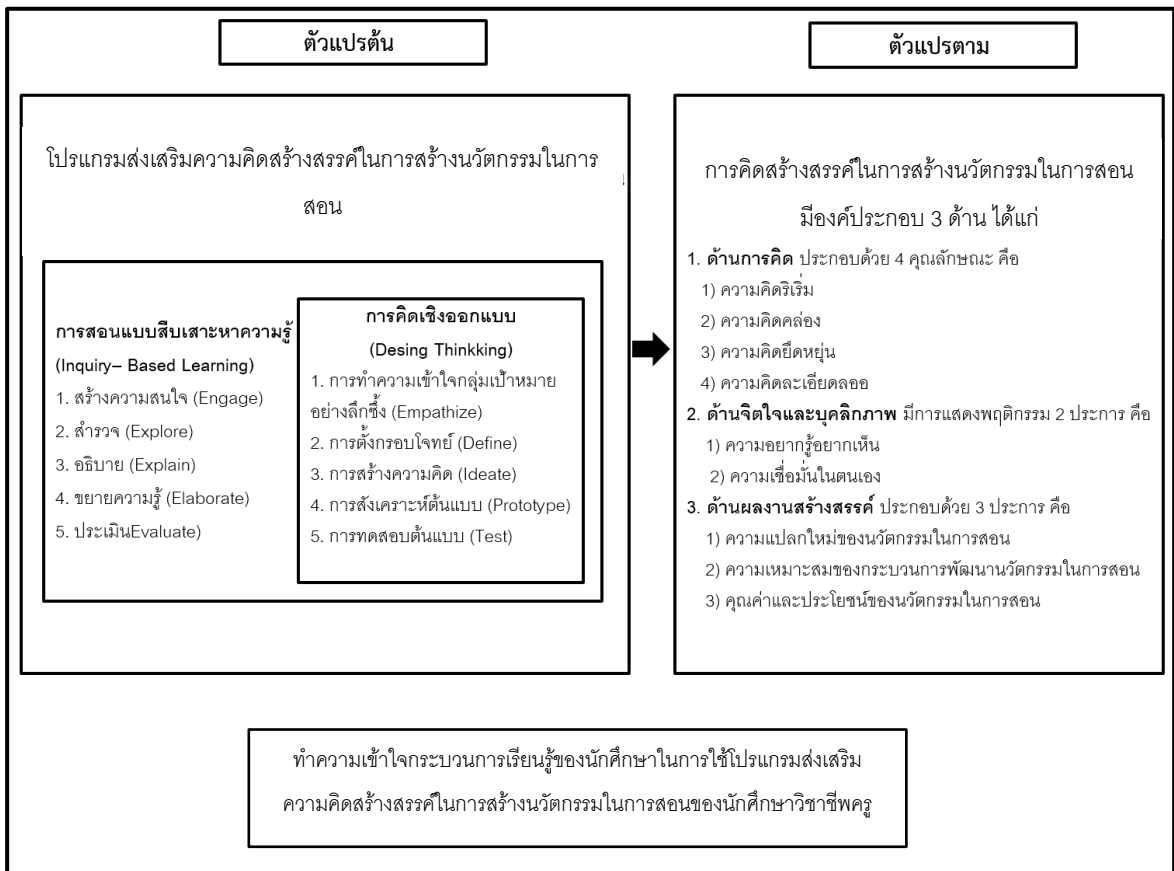 ตัวแปรต้น
โปรแกรมส่งเสริมความคิดสร้างสรรค์ในการสร้างนวัตกรรมในการ
สอน
การสอนแบบสืบเสาะหาความรู้
(Inquiry– Based Learning)
1. สร้างความสนใจ (Engage)
2. สำรวจ (Explore)
3. อธิบาย (Explain)
4. ขยายความรู้ (Elaborate)
5. ประเมินEvaluate)
การคิดเชิงออกแบบ
(Desing Thinkking)
1. การทำความเข้าใจกลุ่มเป้าหมาย
อย่างลึกซึ้ง (Empathize)
2. การตั้งกรอบโจทย์ (Define)
3. การสร้างความคิด (Ideate)
4. การสังเคราะห์ต้นแบบ (Prototype)
5. การทดสอบต้นแบบ (Test)
ตัวแปรตาม
การคิดสร้างสรรค์ในการสร้างนวัตกรรมในการสอน
มีองค์ประกอบ 3 ด้าน ได้แก่
1. ด้านการคิด ประกอบด้วย 4 คุณลักษณะ คือ
1) ความคิดริเริ่ม
2) ความคิดคล่อง
3) ความคิดยืดหยุ่น
4) ความคิดละเอียดลออ
2. ด้านจิตใจและบุคลิกภาพ มีการแสดงพฤติกรรม 2 ประการ คือ
1) ความอยากรู้อยากเห็น
2) ความเชื่อมั่นในตนเอง
3. ด้านผลงานสร้างสรรค์ ประกอบด้วย 3 ประการ คือ
1) ความแปลกใหม่ของนวัตกรรมในการสอน
2) ความเหมาะสมของกระบวนการพัฒนานวัตกรรมในการสอน
3) คุณค่าและประโยชน์ของนวัตกรรมในการสอน
ทำความเข้าใจกระบวนการเรียนรู้ของนักศึกษาในการใช้โปรแกรมส่งเสริม
ความคิดสร้างสรรค์ในการสร้างนวัตกรรมในการสอนของนักศึกษาวิชาชีพครู